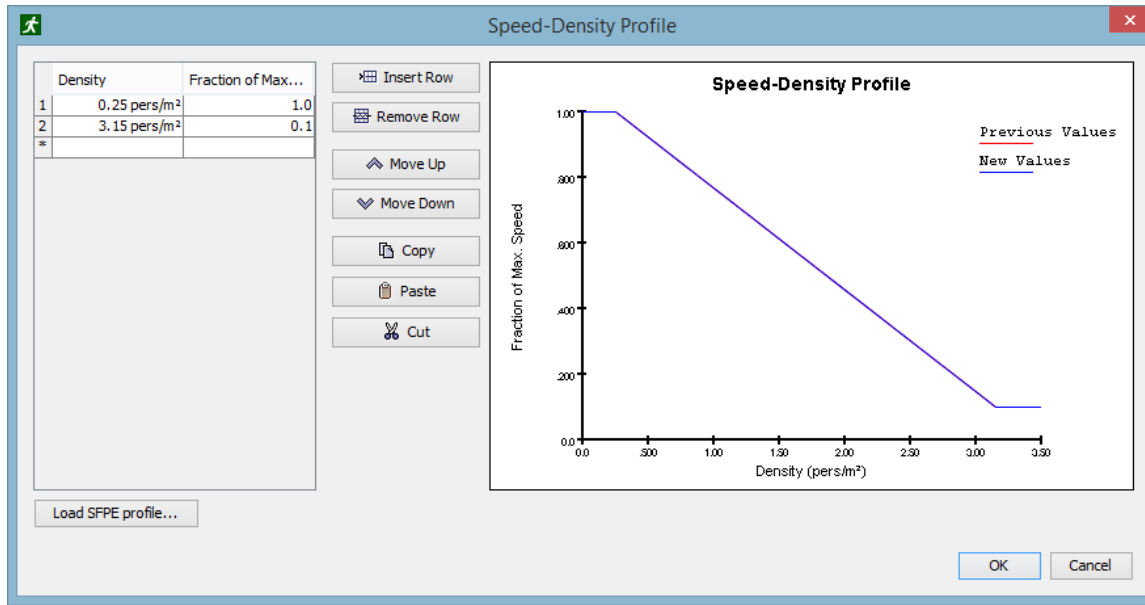 Speed-Density Profile
Density Fraction of Max...
1 0.25 pers/m² 1.0
2 3.15 pers/m² 0.1
*
Insert Row
Remove Row
Move Up
Move Down
Copy
Paste
Cut
Load SFPE profile...
Speed-Density Profile
Previous Values
New Values
Fraction of Max. Speed
1.00
.800
.600
.400
.200
0.0
0.0 .500 1.00 1.50 2.00 2.50 3.00 3.50
Density (pers/m²)
OK Cancel